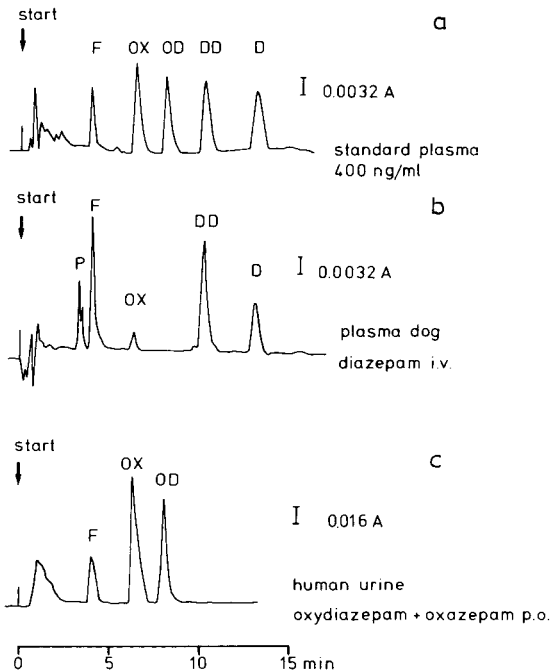 start
a
F OX OD DD D
I 0.0032 A
standard plasma
400 ng/ml
start
b
P F OX DD D
I 0.0032 A
plasma dog
diazepam i.v.
start
c
F OX OD
I 0.016 A
human urine
oxydiazepam + oxazepam p.o.
0 5 10 15 min